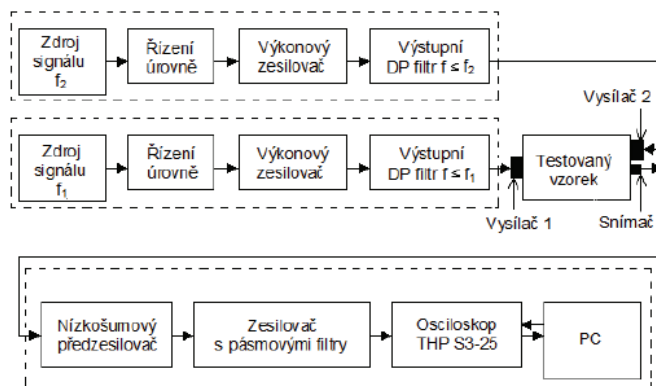 Zdroj
signálu
f2
Řízení
úrovně
Výkonový
zesilovač
Výstupní
DP filtr f ≤ f2
Vysílač 2
Zdroj
signálu
f1
Řízení
úrovně
Výkonový
zesilovač
Výstupní
DP filtr f ≤ f1
Testovaný
vzorek
Vysílač 1
Snímač
Nízkošumový
předzesilovač
Zesilovač
s pásmovými filtry
Osciloskop
THP S3-25
PC